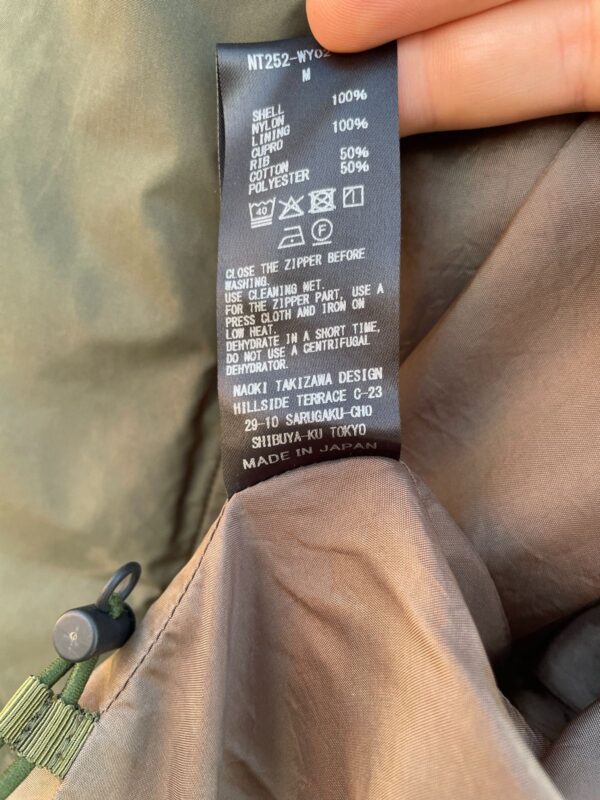 NT252-WY02
M
SHELL
NYLON 100%
LINING
CUPRO 100%
RIB
COTTON 50%
POLYESTER 50%
40
F
CLOSE THE ZIPPER BEFORE
WASHING.
USE CLEANING NET.
FOR THE ZIPPER PART, USE A
PRESS CLOTH AND IRON ON
LOW HEAT.
DEHYDRATE IN A SHORT TIME,
DO NOT USE A CENTRIFUGAL
DEHYDRATOR.
NAOKI TAKIZAWA DESIGN
HILLSIDE TERRACE C-23
29-10 SARUGAKU-CHO
SHIBUYA-KU TOKYO
MADE IN JAPAN